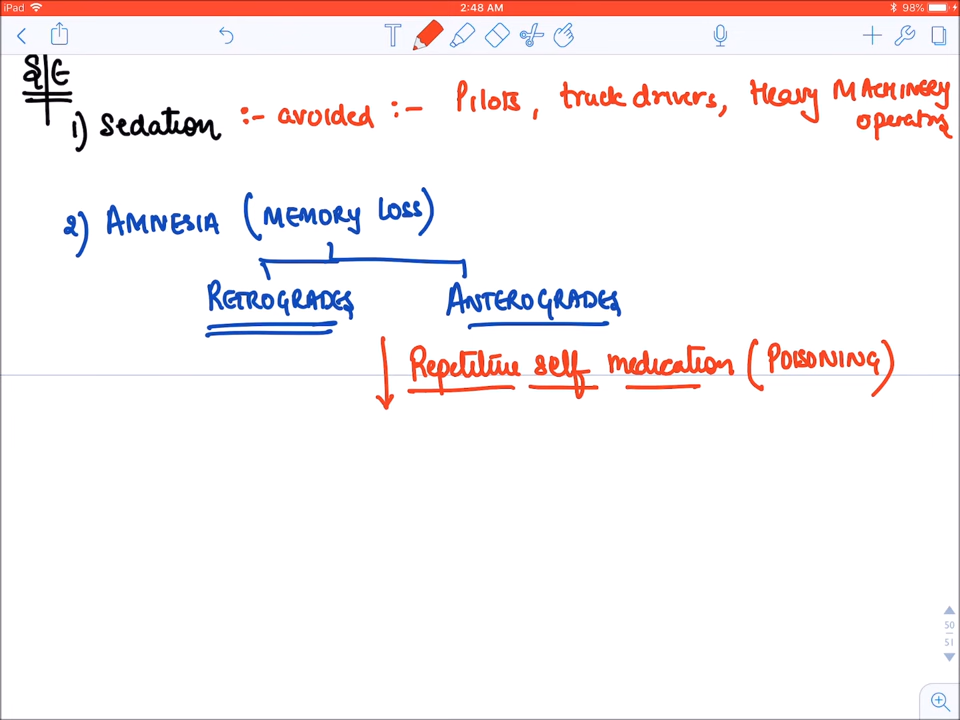 iPad 2:48 AM 98%
T
S/E
1) Sedation :- avoided :- Pilots, truck drivers, Heavy MACHINERY
operators
2) AMNESIA (MEMORY LOSS)
RETROGRADES ANTEROGRADES
↓ Repetitive self medication (POISONING)
50
51